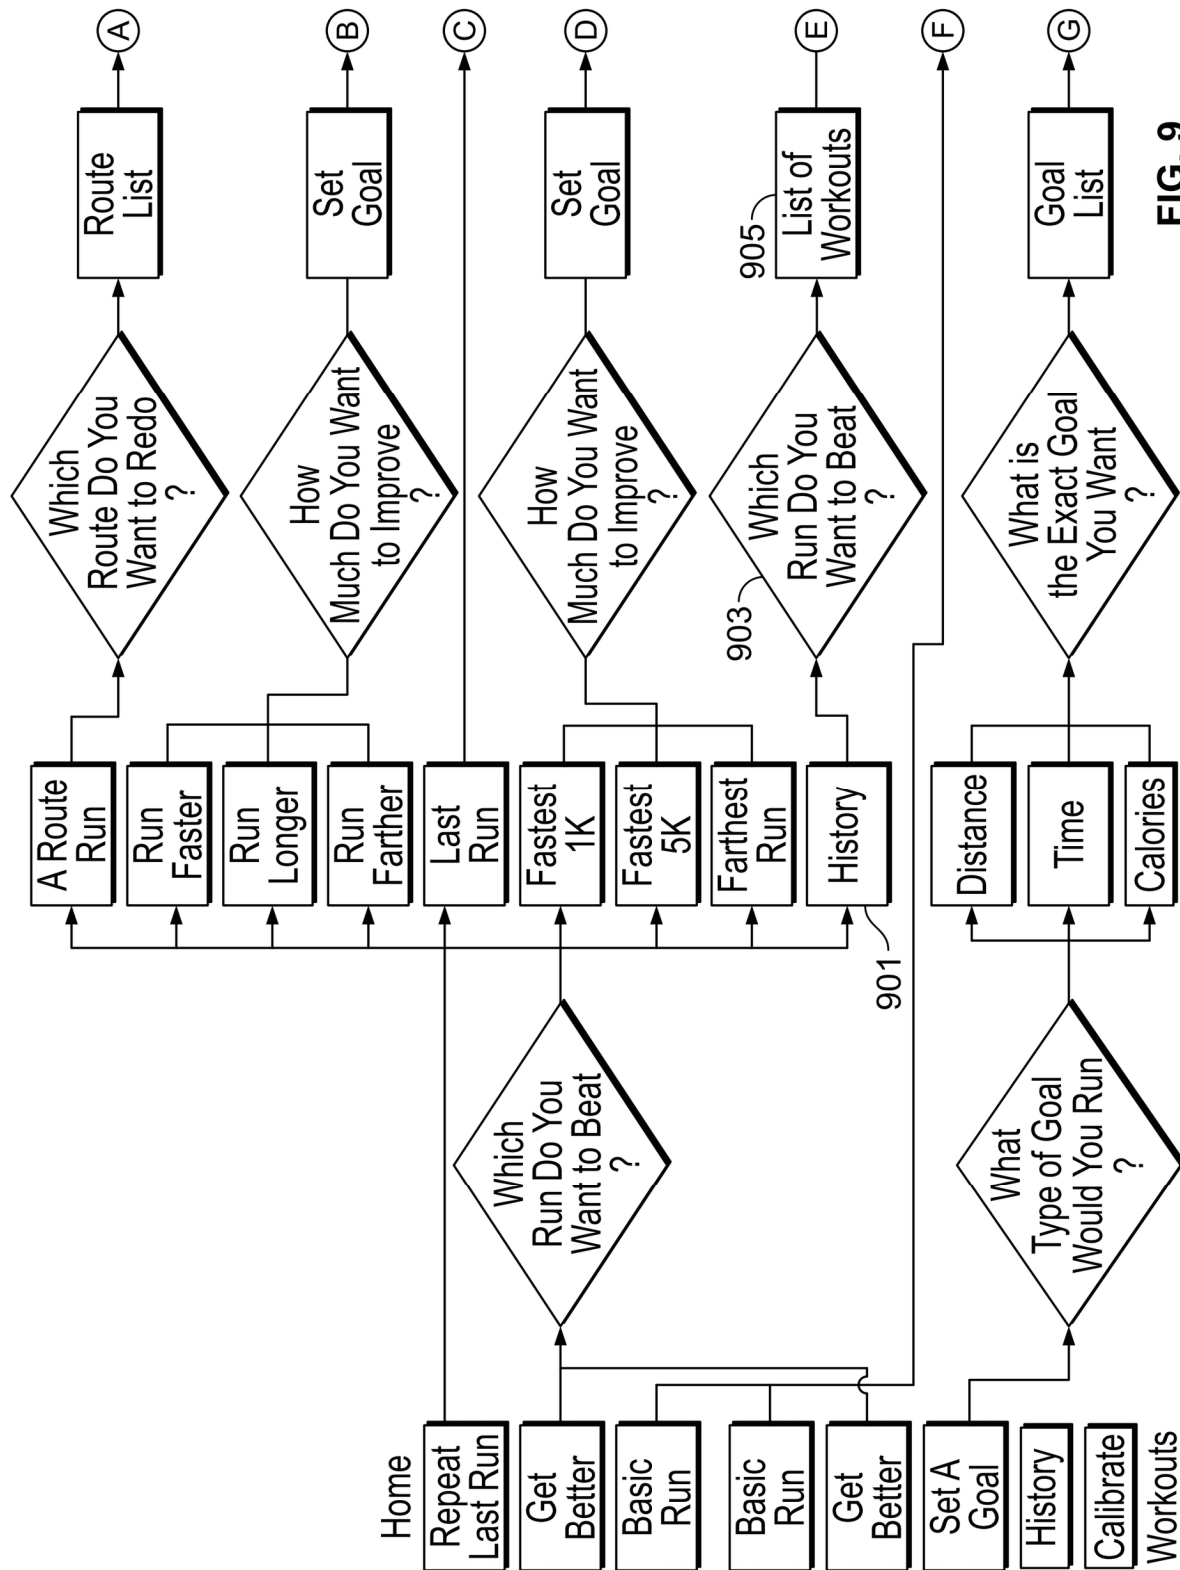 Home
Repeat
Last Run
Get
Better
Basic
Run
Basic
Run
Get
Better
Set A
Goal
History
Calibrate
Workouts
Which
Run Do You
Want to Beat
?
What
Type of Goal
Would You Run
?
A Route
Run
Run
Faster
Run
Longer
Run
Farther
Last
Run
Fastest
1K
Fastest
5K
Farthest
Run
History
901
Distance
Time
Calories
Which
Route Do You
Want to Redo
?
How
Much Do You Want
to Improve
?
How
Much Do You Want
to Improve
?
903
Which
Run Do You
Want to Beat
?
What is
the Exact Goal
You Want
?
Route
List
Set
Goal
Set
Goal
905
List of
Workouts
Goal
List
A
B
C
D
E
F
G
FIG. 9